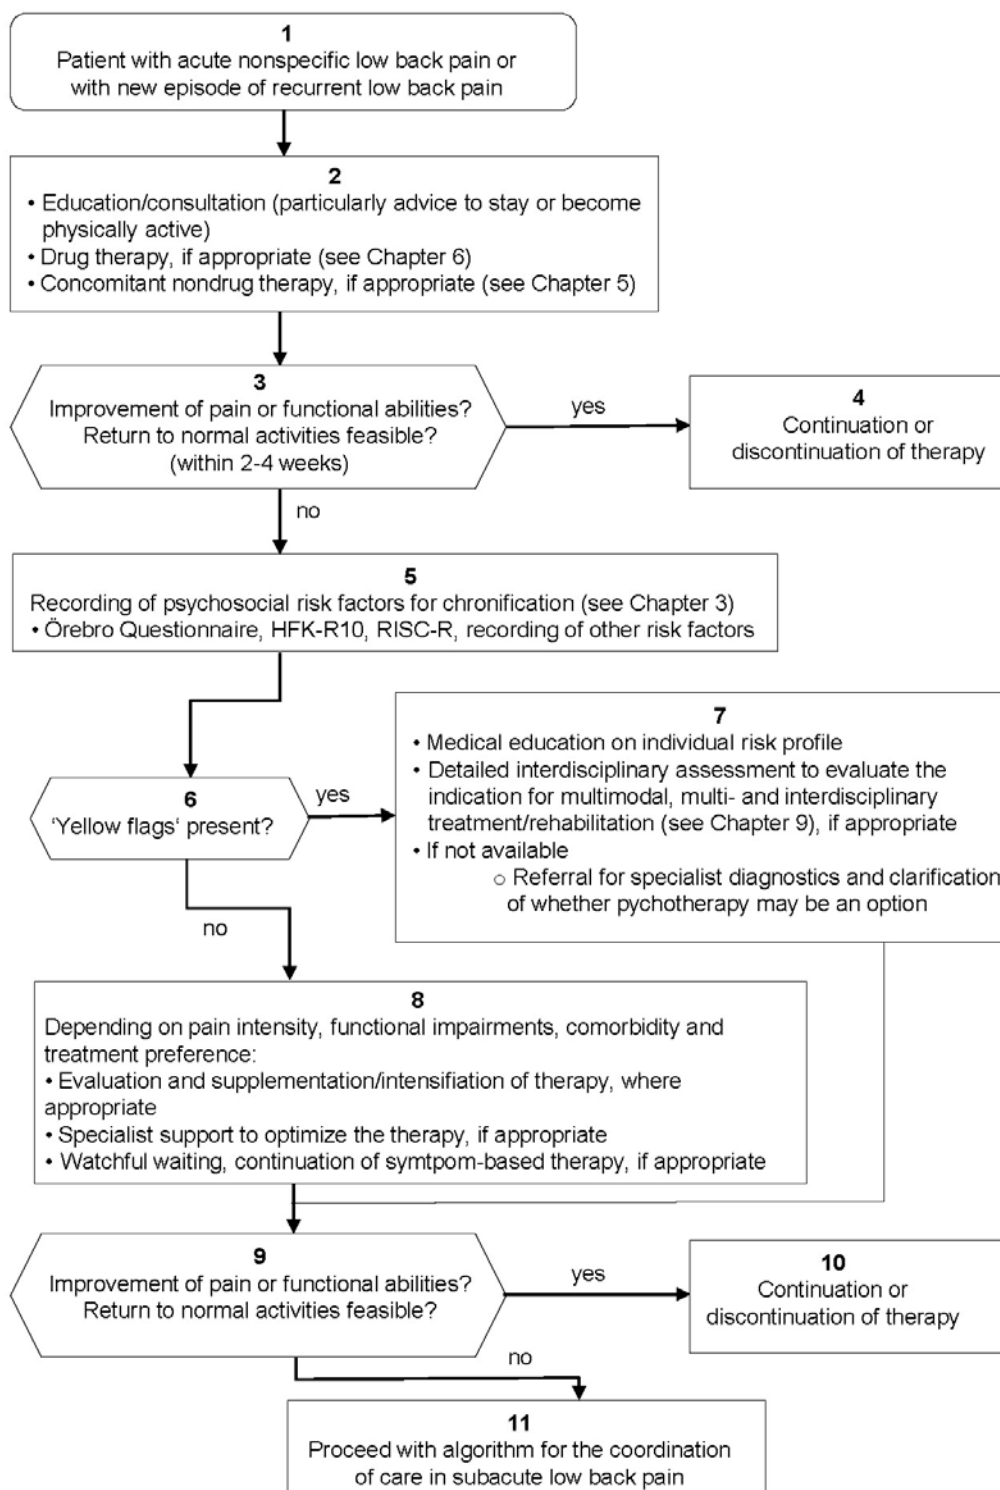 1
Patient with acute nonspecific low back pain or
with new episode of recurrent low back pain
2
• Education/consultation (particularly advice to stay or become
physically active)
• Drug therapy, if appropriate (see Chapter 6)
• Concomitant nondrug therapy, if appropriate (see Chapter 5)
3
Improvement of pain or functional abilities?
Return to normal activities feasible?
(within 2-4 weeks)
yes
4
Continuation or
discontinuation of therapy
no
5
Recording of psychosocial risk factors for chronification (see Chapter 3)
• Örebro Questionnaire, HFK-R10, RISC-R, recording of other risk factors
6
'Yellow flags' present?
yes
7
• Medical education on individual risk profile
• Detailed interdisciplinary assessment to evaluate the
indication for multimodal, multi- and interdisciplinary
treatment/rehabilitation (see Chapter 9), if appropriate
• If not available
o Referral for specialist diagnostics and clarification
of whether pychotherapy may be an option
no
8
Depending on pain intensity, functional impairments, comorbidity and
treatment preference:
• Evaluation and supplementation/intensifiation of therapy, where
appropriate
• Specialist support to optimize the therapy, if appropriate
• Watchful waiting, continuation of symtpom-based therapy, if appropriate
9
Improvement of pain or functional abilities?
Return to normal activities feasible?
yes
10
Continuation or
discontinuation of therapy
no
11
Proceed with algorithm for the coordination
of care in subacute low back pain